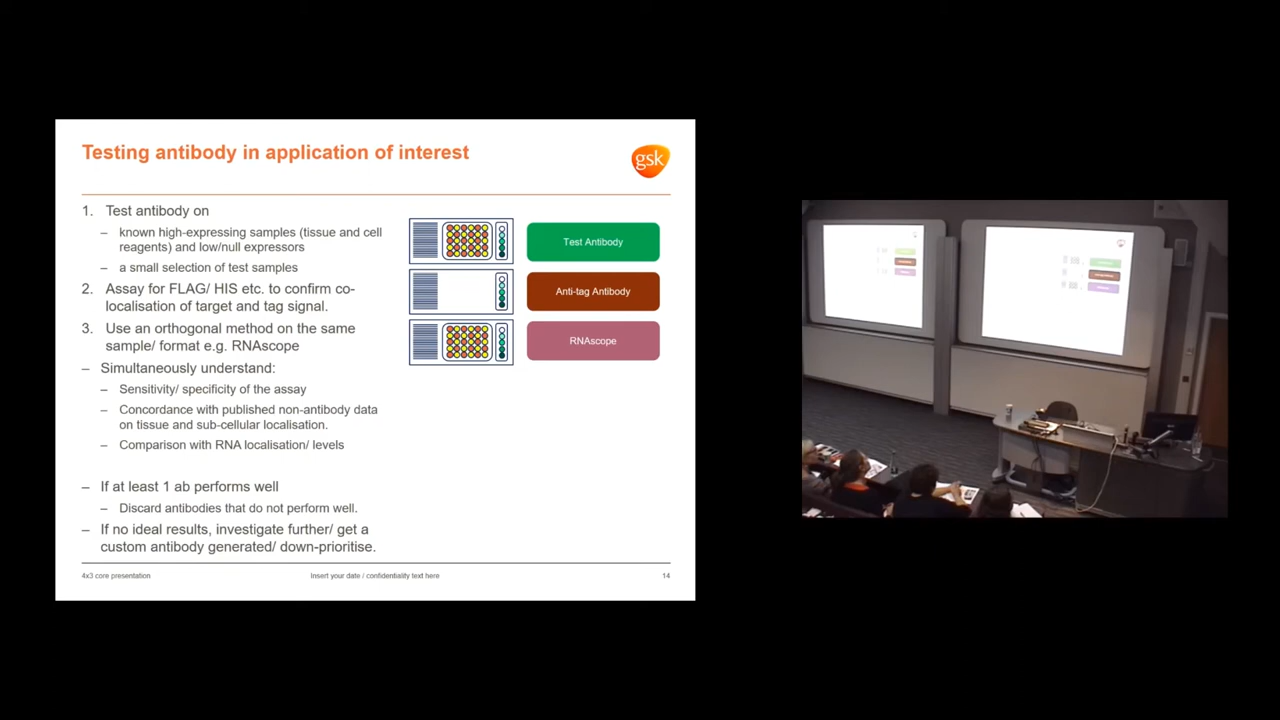 Testing antibody in application of interest
gsk
1. Test antibody on
– known high-expressing samples (tissue and cell
reagents) and low/null expressors
– a small selection of test samples
2. Assay for FLAG/ HIS etc. to confirm co-
localisation of target and tag signal.
3. Use an orthogonal method on the same
sample/ format e.g. RNAscope
– Simultaneously understand:
– Sensitivity/ specificity of the assay
– Concordance with published non-antibody data
on tissue and sub-cellular localisation.
– Comparison with RNA localisation/ levels
– If at least 1 ab performs well
– Discard antibodies that do not perform well.
– If no ideal results, investigate further/ get a
custom antibody generated/ down-prioritise.
Test Antibody
Anti-tag Antibody
RNAscope
4x3 core presentation
Insert your date / confidentiality text here
14